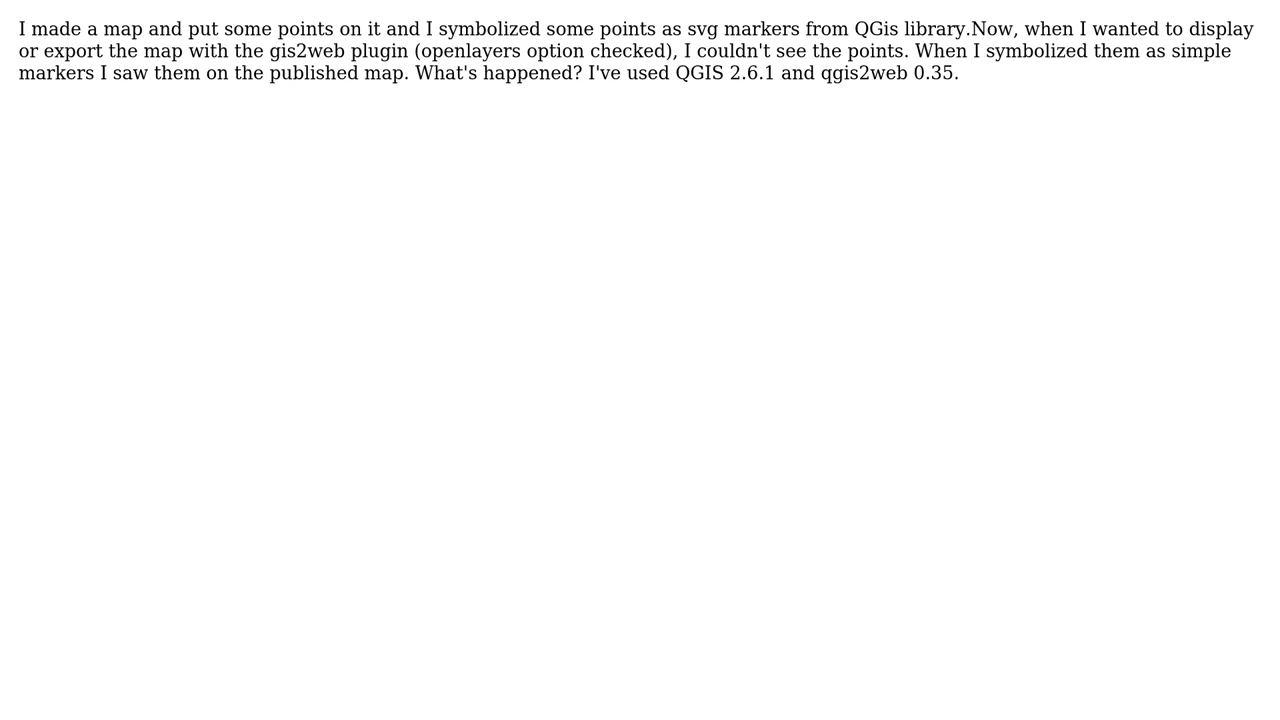 I made a map and put some points on it and I symbolized some points as svg markers from QGis library.Now, when I wanted to display
or export the map with the gis2web plugin (openlayers option checked), I couldn't see the points. When I symbolized them as simple
markers I saw them on the published map. What's happened? I've used QGIS 2.6.1 and qgis2web 0.35.